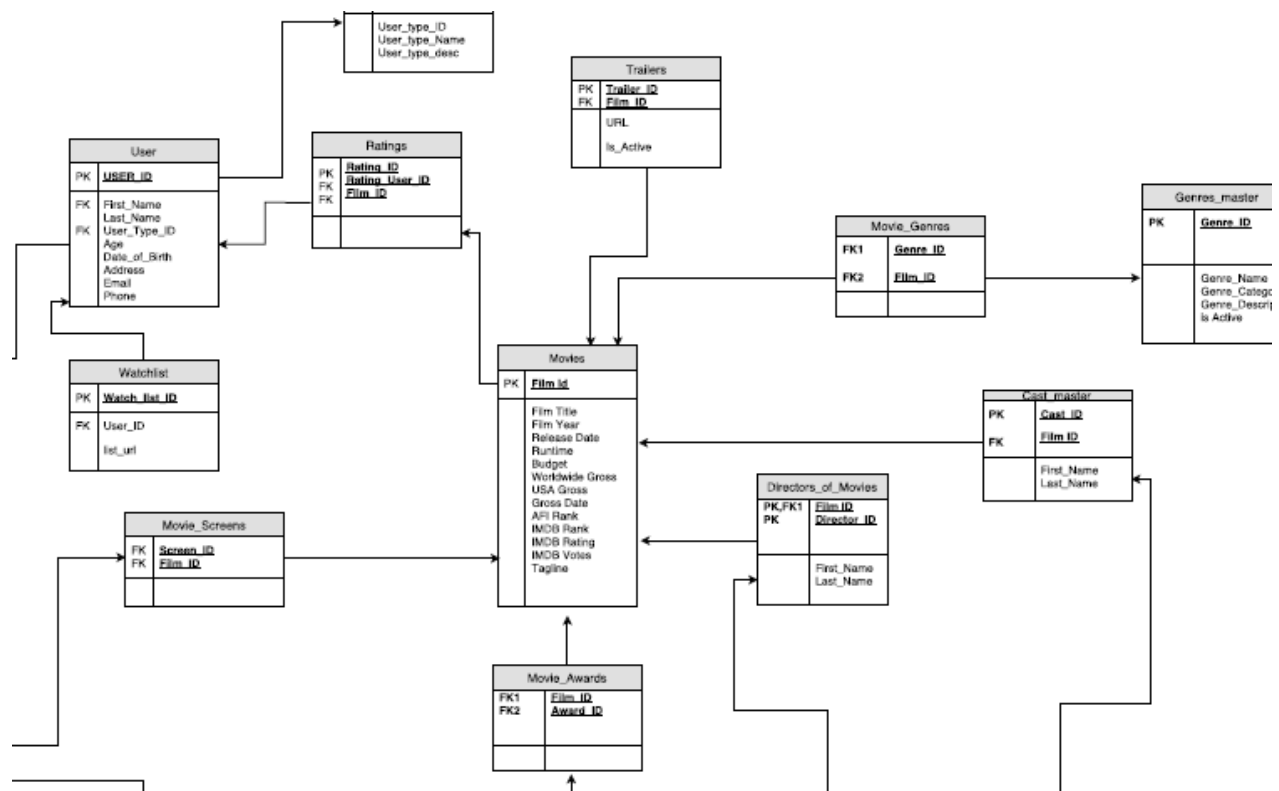 User_type_ID
User_type_Name
User_type_desc
Trailers
PK Trailer_ID
FK Film_ID
URL
Is_Active
User
PK USER_ID
FK First_Name
Last_Name
FK User_Type_ID
Age
Date_of_Birth
Address
Email
Phone
Ratings
PK Rating_ID
FK Rating_User_ID
FK Film_ID
Movie_Genres
FK1 Genre_ID
FK2 Film_ID
Genres_master
PK Genre_ID
Genre_Name
Genre_Catego
Genre_Descrip
is Active
Watchlist
PK Watch_list_ID
FK User_ID
list_url
Movies
PK Film Id
Film Title
Film Year
Release Date
Runtime
Budget
Worldwide Gross
USA Gross
Gross Date
AFI Rank
IMDB Rank
IMDB Rating
IMDB Votes
Tagline
Cast_master
PK Cast_ID
FK Film ID
First_Name
Last_Name
Directors_of_Movies
PK,FK1 Film ID
PK Director_ID
First_Name
Last_Name
Movie_Screens
FK Screen_ID
FK Film_ID
Movie_Awards
FK1 Film_ID
FK2 Award_ID